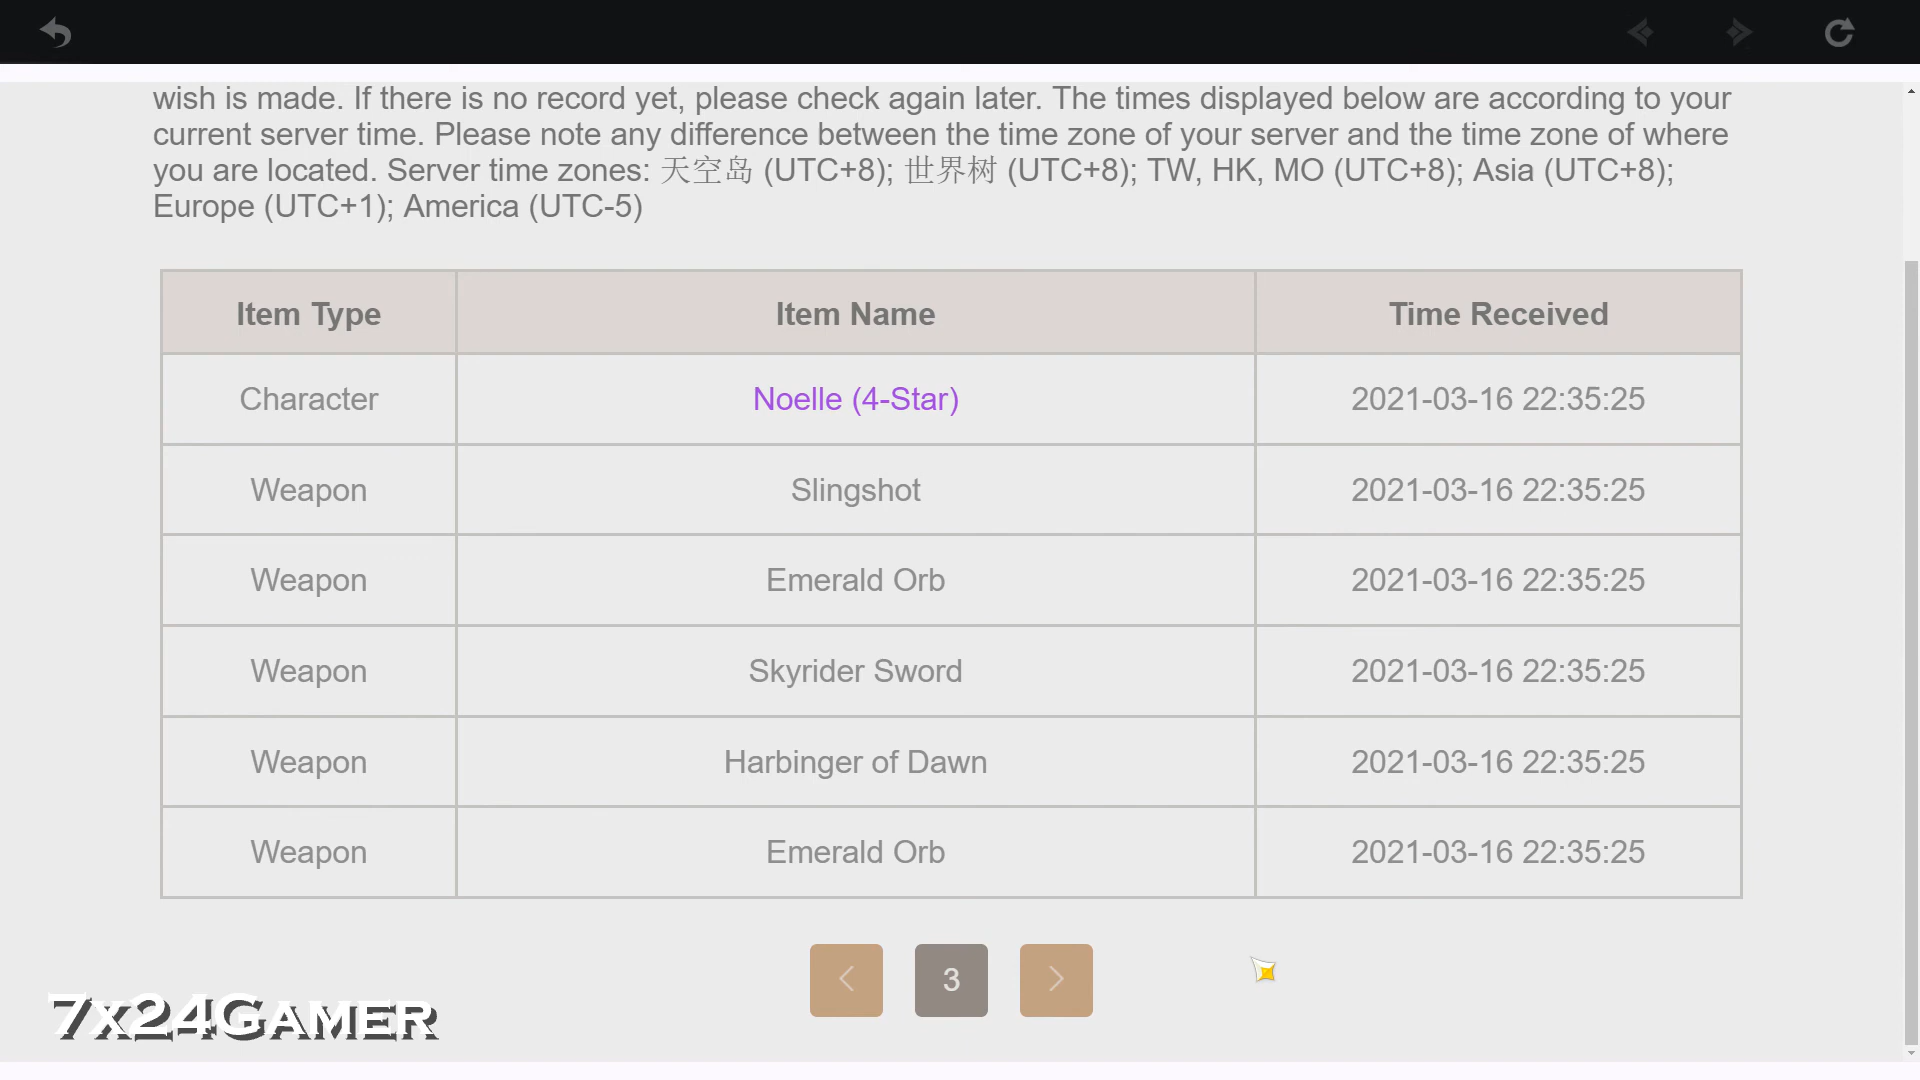 wish is made. If there is no record yet, please check again later. The times displayed below are according to your
current server time. Please note any difference between the time zone of your server and the time zone of where
you are located. Server time zones: 天空岛 (UTC+8); 世界树 (UTC+8); TW, HK, MO (UTC+8); Asia (UTC+8);
Europe (UTC+1); America (UTC-5)
Item Type Item Name Time Received
Character Noelle (4-Star) 2021-03-16 22:35:25
Weapon Slingshot 2021-03-16 22:35:25
Weapon Emerald Orb 2021-03-16 22:35:25
Weapon Skyrider Sword 2021-03-16 22:35:25
Weapon Harbinger of Dawn 2021-03-16 22:35:25
Weapon Emerald Orb 2021-03-16 22:35:25
3
7x24Gamer